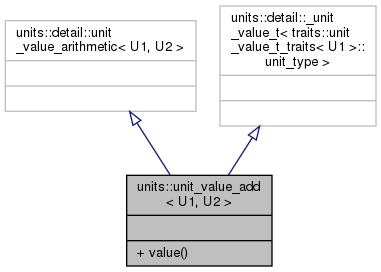 units::detail::unit
_value_arithmetic< U1, U2 >
units::detail::_unit
_value_t< traits::unit
_value_t_traits< U1 >::
unit_type >
units::unit_value_add
< U1, U2 >
+ value()